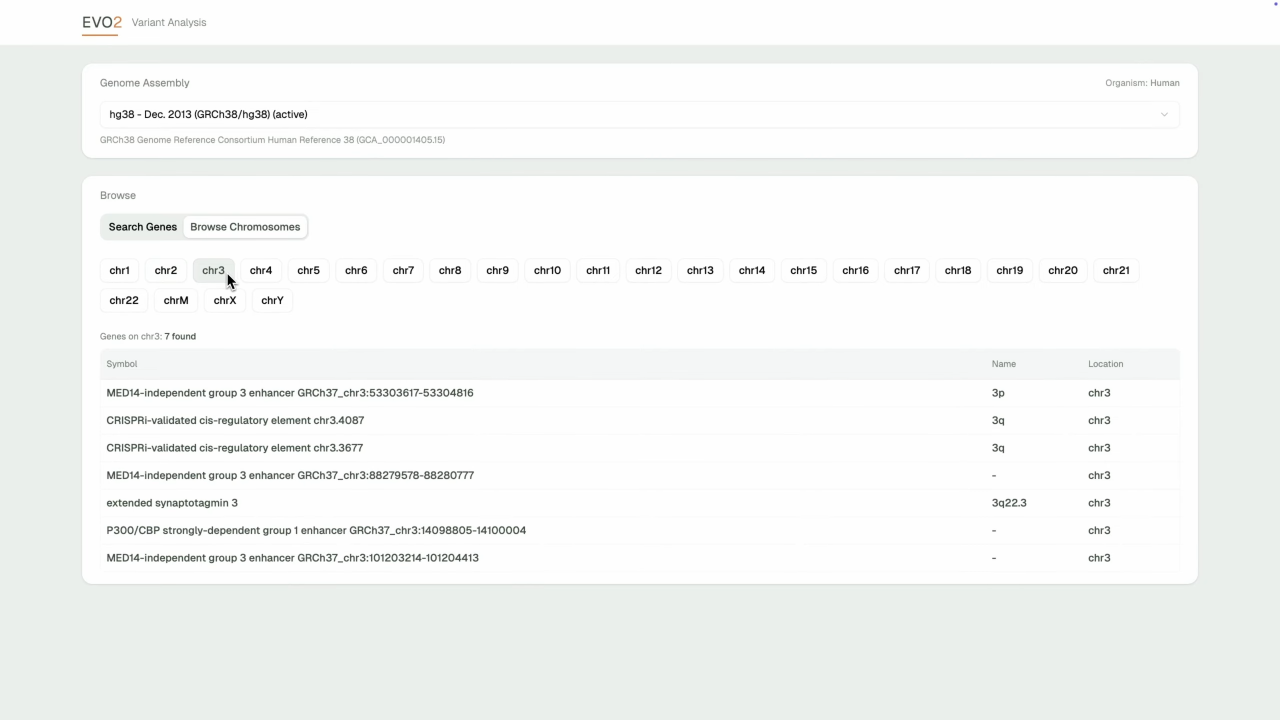 EVO2 Variant Analysis
Genome Assembly Organism: Human
hg38 - Dec. 2013 (GRCh38/hg38) (active)
GRCh38 Genome Reference Consortium Human Reference 38 (GCA_000001405.15)
Browse
Search Genes Browse Chromosomes
chr1 chr2 chr3 chr4 chr5 chr6 chr7 chr8 chr9 chr10 chr11 chr12 chr13 chr14 chr15 chr16 chr17 chr18 chr19 chr20 chr21
chr22 chrM chrX chrY
Genes on chr3: 7 found
Symbol Name Location
MED14-independent group 3 enhancer GRCh37_chr3:53303617-53304816 3p chr3
CRISPRi-validated cis-regulatory element chr3.4087 3q chr3
CRISPRi-validated cis-regulatory element chr3.3677 3q chr3
MED14-independent group 3 enhancer GRCh37_chr3:88279578-88280777 - chr3
extended synaptotagmin 3 3q22.3 chr3
P300/CBP strongly-dependent group 1 enhancer GRCh37_chr3:14098805-14100004 - chr3
MED14-independent group 3 enhancer GRCh37_chr3:101203214-101204413 - chr3